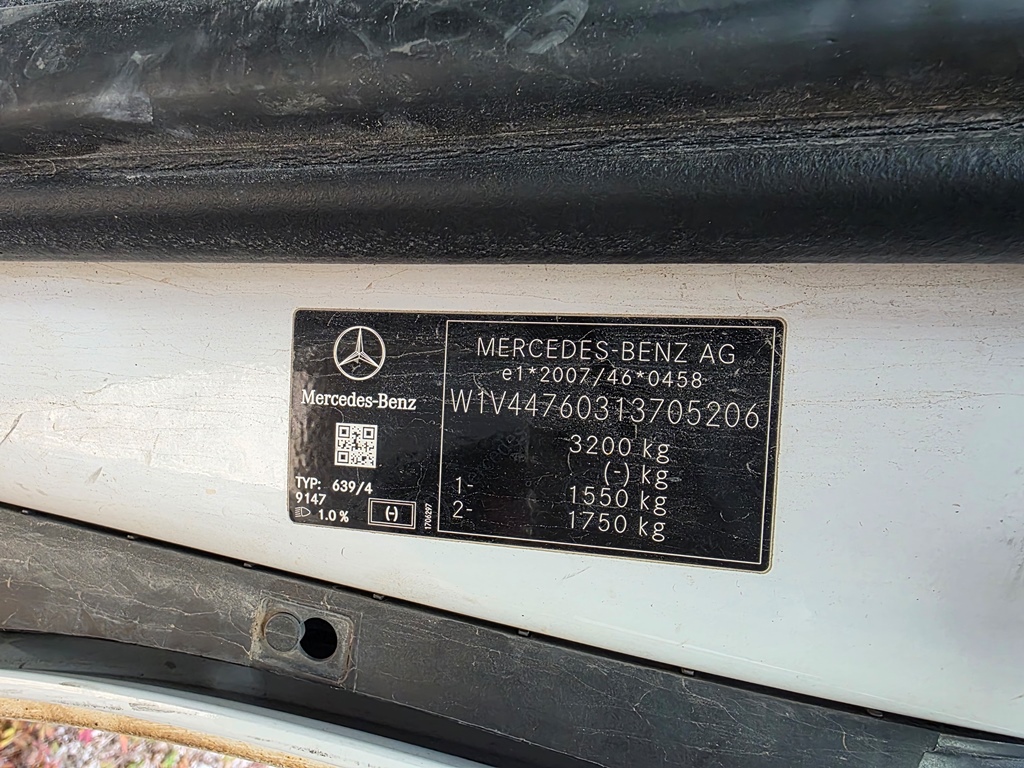 Mercedes-Benz
TYP: 639/4
9147
1.0 %
(-)
1706297
MERCEDES-BENZ AG
e1*2007/46*0458
W1V44760313705206
3200 kg
(-) kg
1- 1550 kg
2- 1750 kg